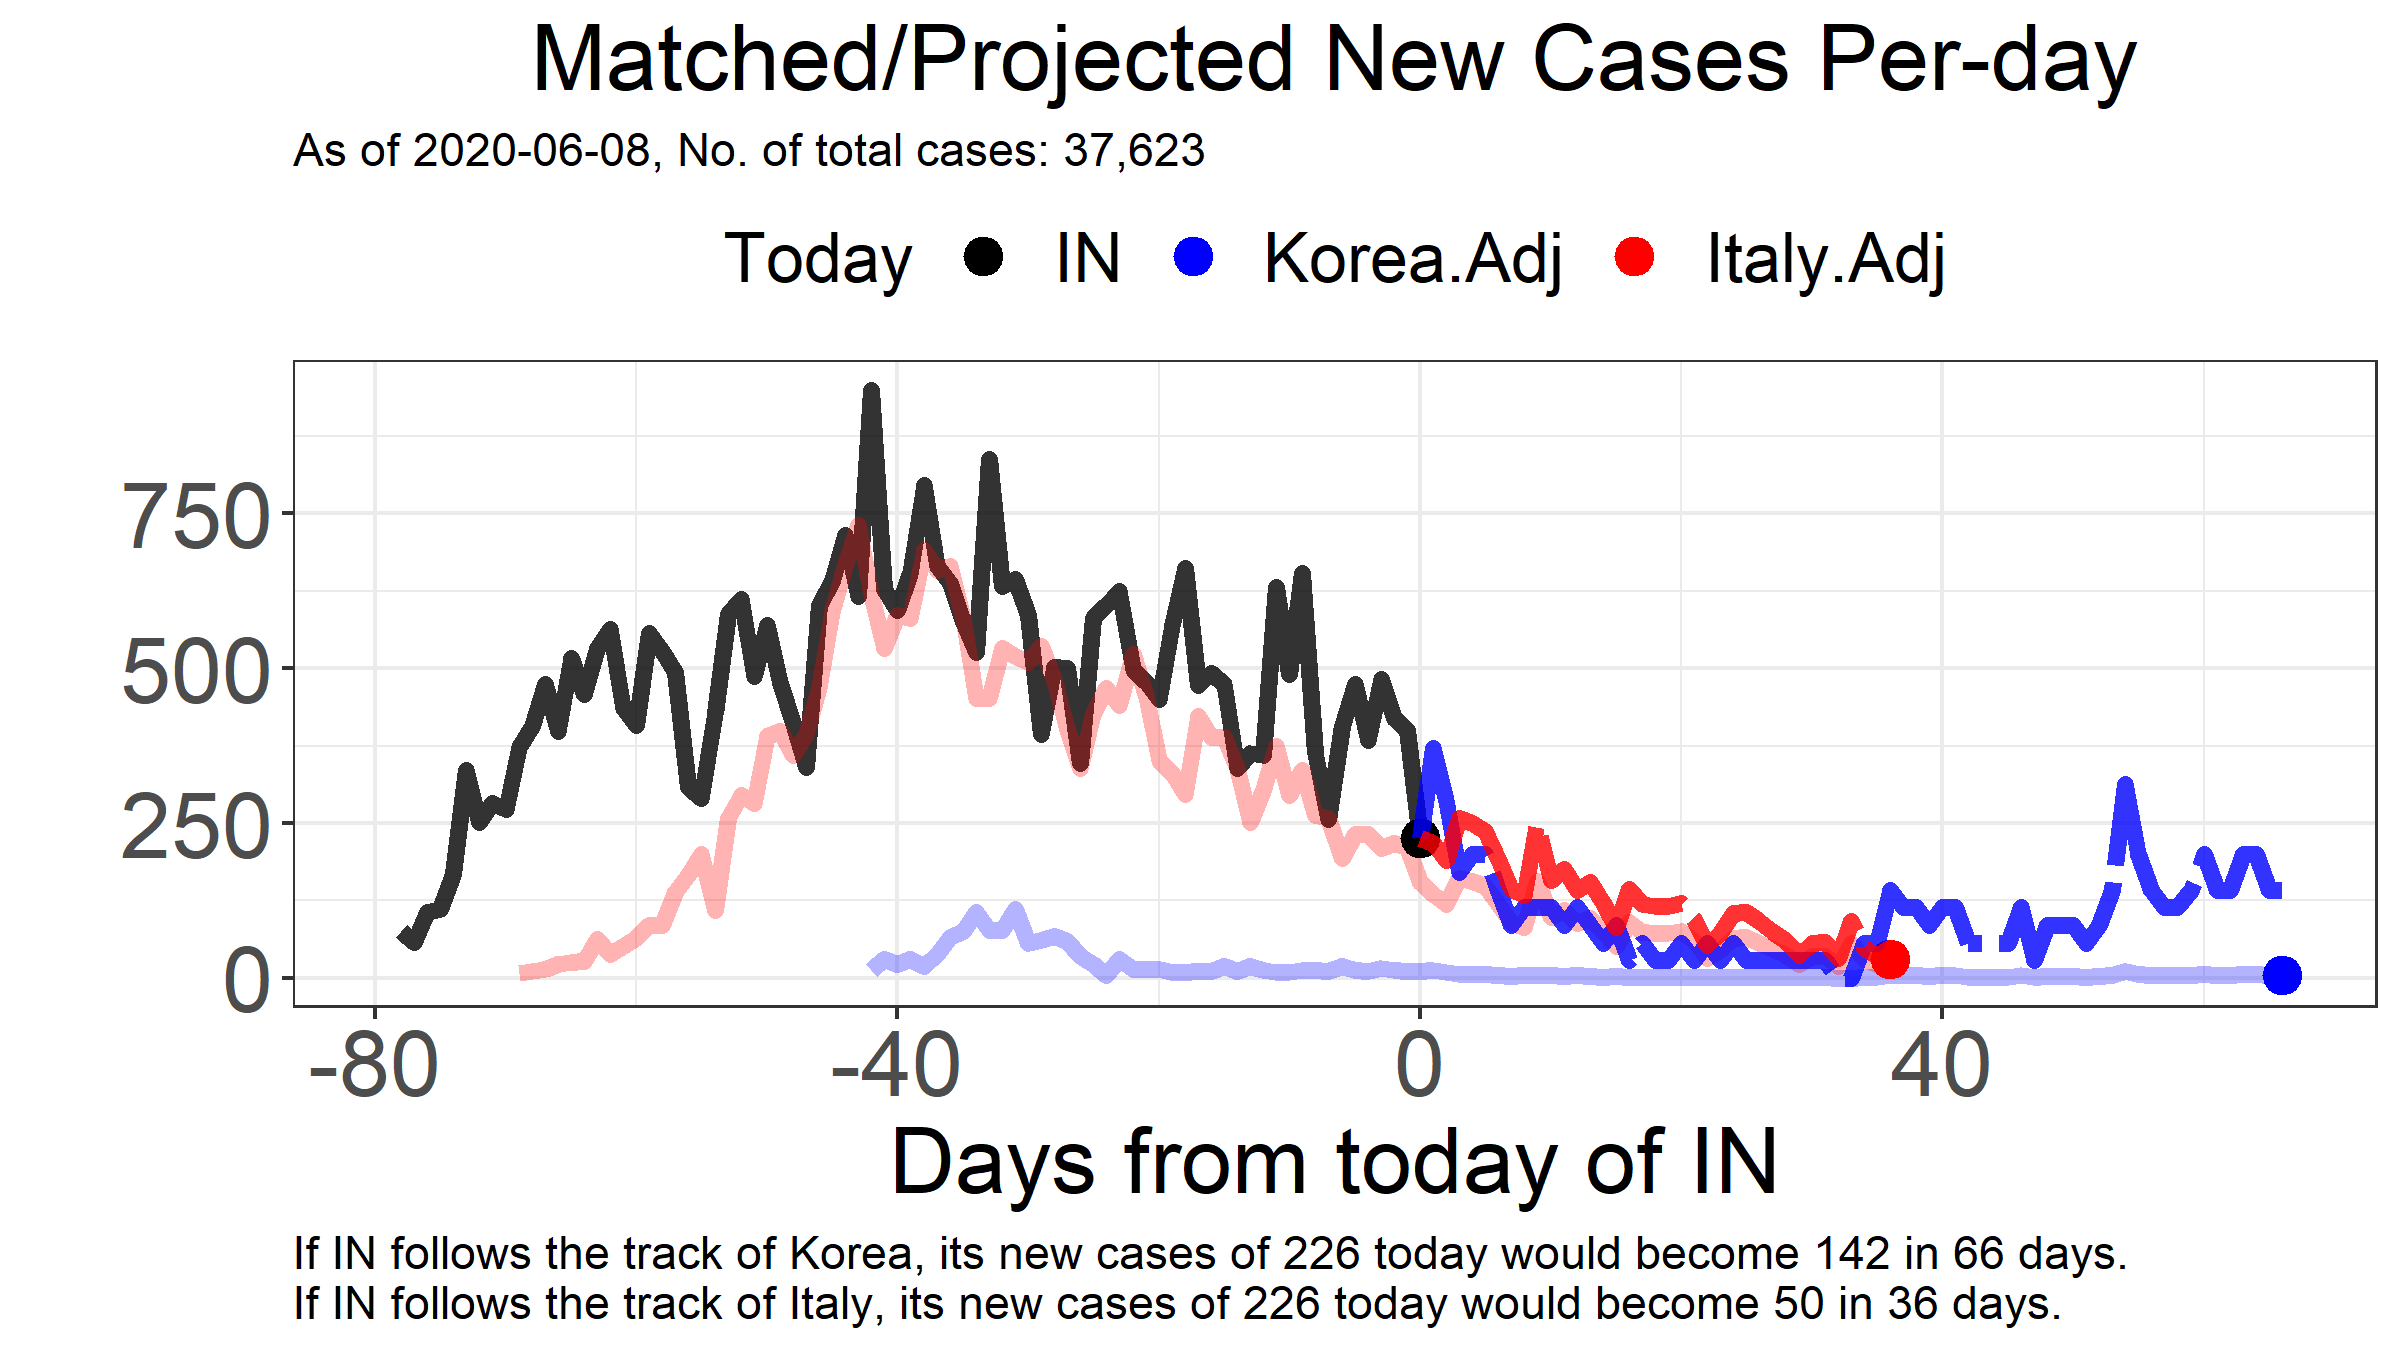 Matched/Projected New Cases Per-day
As of 2020-06-08, No. of total cases: 37,623
Today IN Korea.Adj Italy.Adj
750
500
250
0
-80 -40 0 40
Days from today of IN
If IN follows the track of Korea, its new cases of 226 today would become 142 in 66 days.
If IN follows the track of Italy, its new cases of 226 today would become 50 in 36 days.